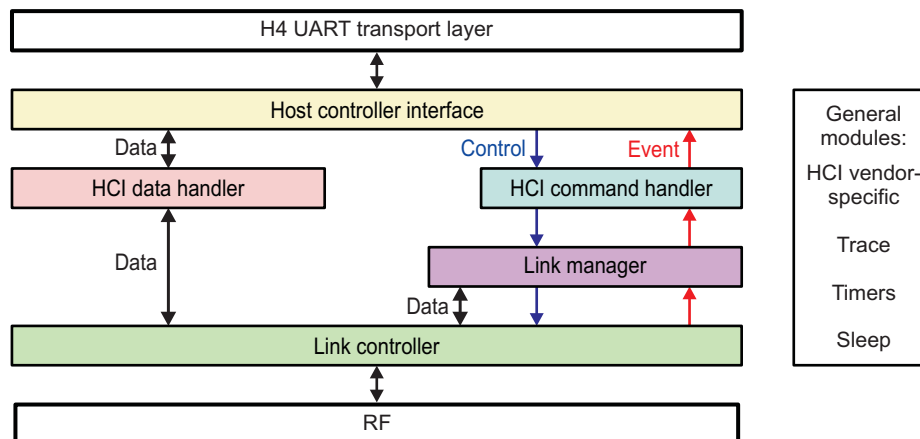 H4 UART transport layer
Host controller interface
Data
Control
Event
HCI data handler
HCI command handler
Data
Link manager
Data
Link controller
RF
General
modules:
HCI vendor-
specific
Trace
Timers
Sleep